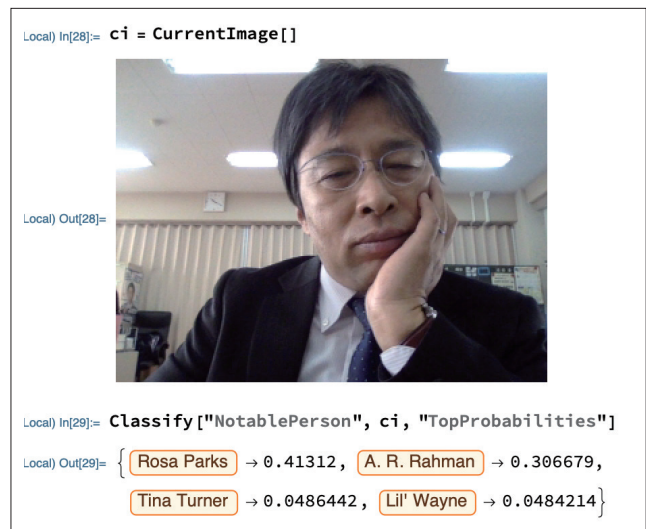 Local) In[28]:= ci = CurrentImage[]
Local) Out[28]=
Local) In[29]:= Classify["NotablePerson", ci, "TopProbabilities"]
Local) Out[29]= {Rosa Parks → 0.41312, A. R. Rahman → 0.306679,
Tina Turner → 0.0486442, Lil' Wayne → 0.0484214}